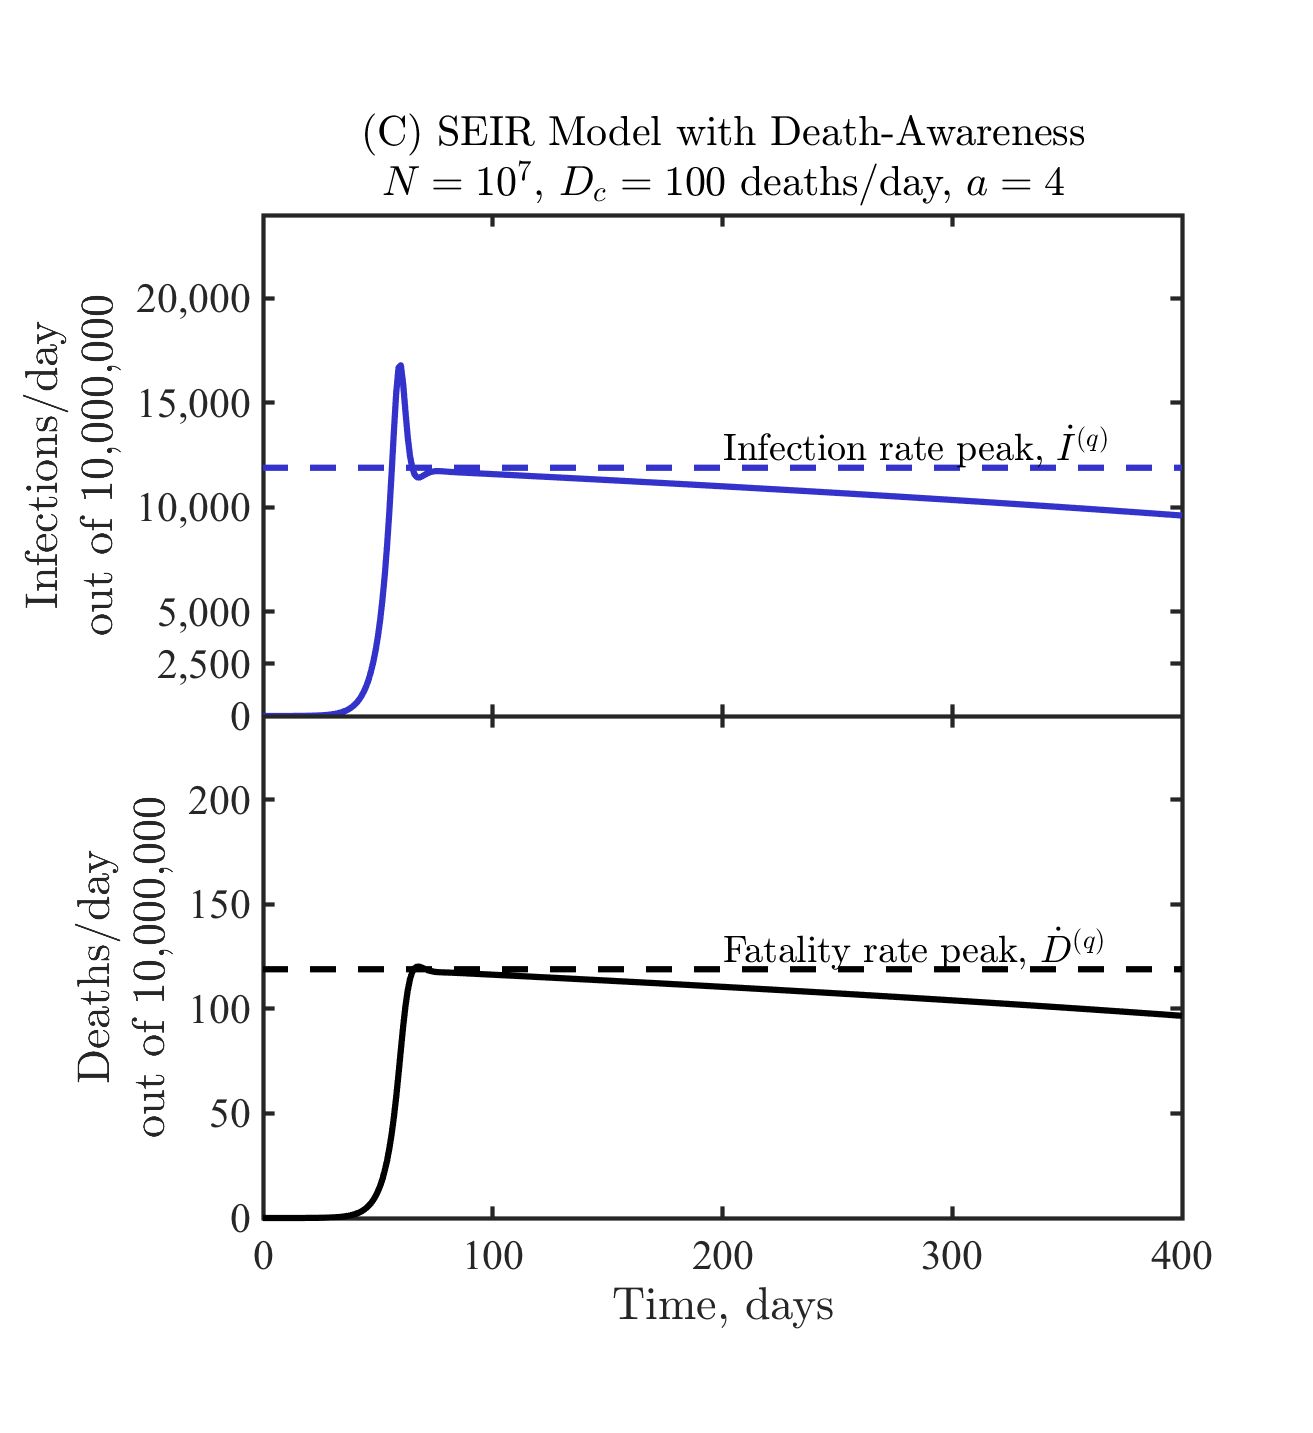 (C) SEIR Model with Death-Awareness
N = 10⁷, D_c = 100 deaths/day, a = 4
Infections/day
out of 10,000,000
20,000
15,000
10,000
5,000
2,500
0
Infection rate peak, İ^(q)
Deaths/day
out of 10,000,000
200
150
100
50
0
Fatality rate peak, Ḋ^(q)
0 100 200 300 400
Time, days